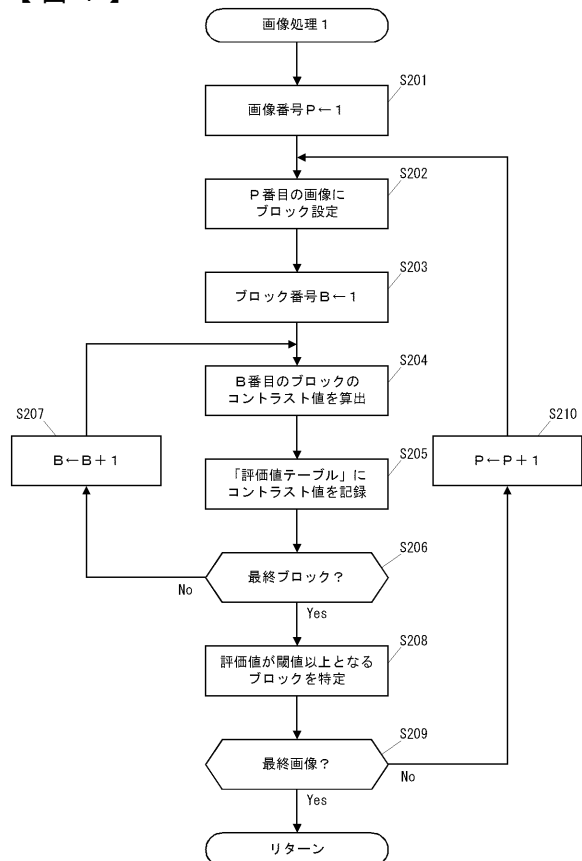 画像処理1
S201
画像番号P←1
S202
P番目の画像に
ブロック設定
S203
ブロック番号B←1
S204
B番目のブロックの
コントラスト値を算出
S207
B←B+1
S210
P←P+1
S205
「評価値テーブル」に
コントラスト値を記録
S206
最終ブロック?
No
Yes
S208
評価値が閾値以上となる
ブロックを特定
S209
最終画像?
No
Yes
リターン